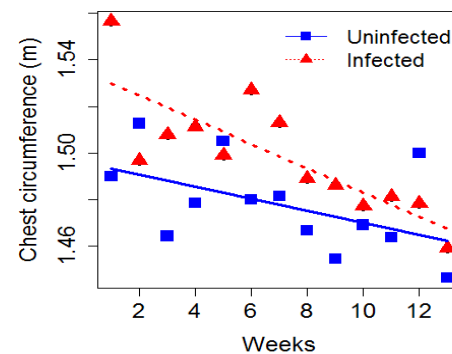 Uninfected
Infected
Chest circumference (m)
1.54
1.50
1.46
2 4 6 8 10 12
Weeks